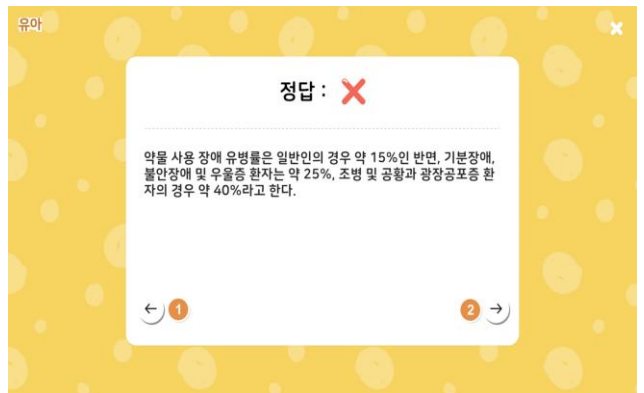 유아
정답 :
약물 사용 장애 유병률은 일반인의 경우 약 15%인 반면, 기분장애,
불안장애 및 우울증 환자는 약 25%, 조병 및 공황과 광장공포증 환
자의 경우 약 40%라고 한다.
1
2